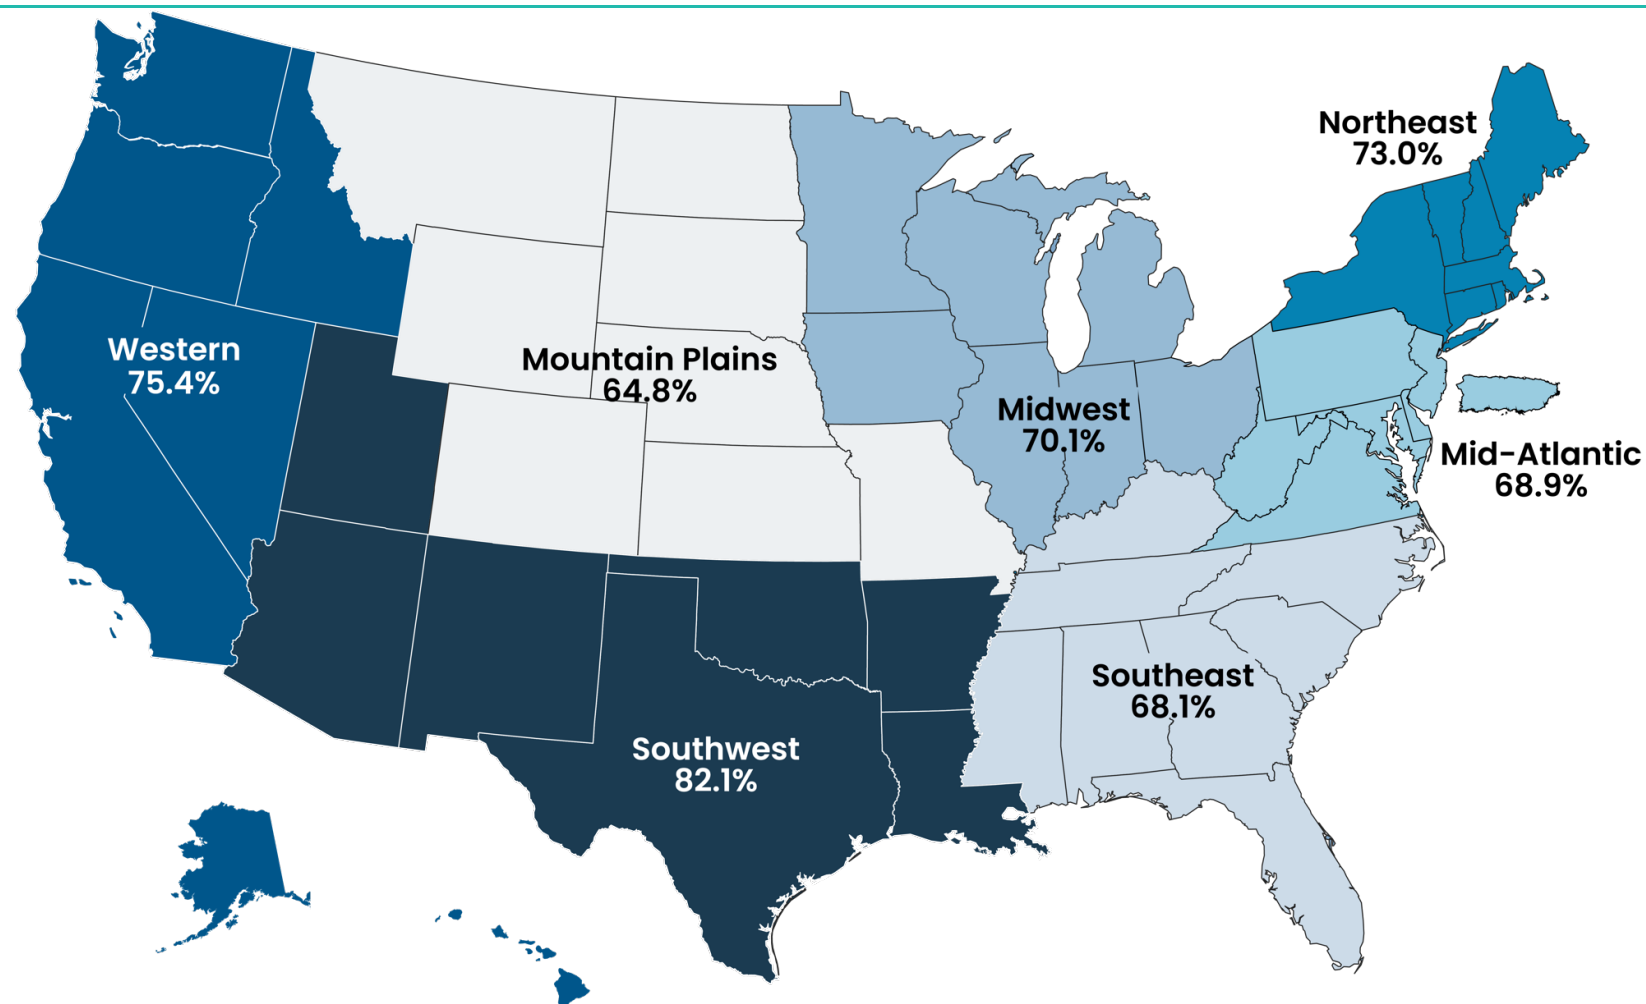 Northeast
73.0%
Western
75.4%
Mountain Plains
64.8%
Midwest
70.1%
Mid-Atlantic
68.9%
Southeast
68.1%
Southwest
82.1%